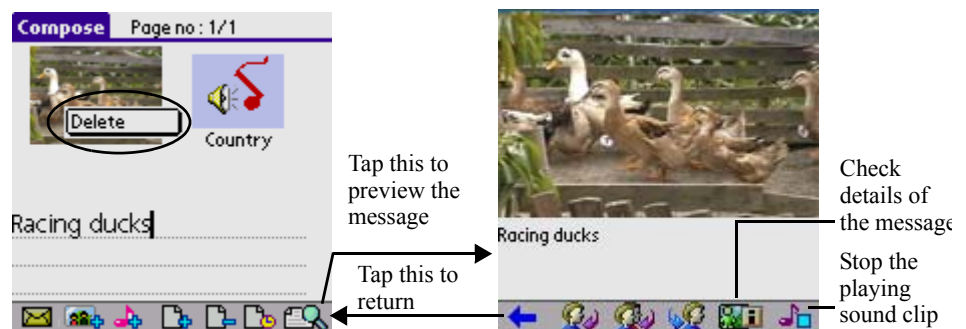 Compose Page no : 1/1
Delete
Country
Racing ducks
Tap this to
preview the
message
Tap this to
return
Racing ducks
Check
details of
the message
Stop the
playing
sound clip